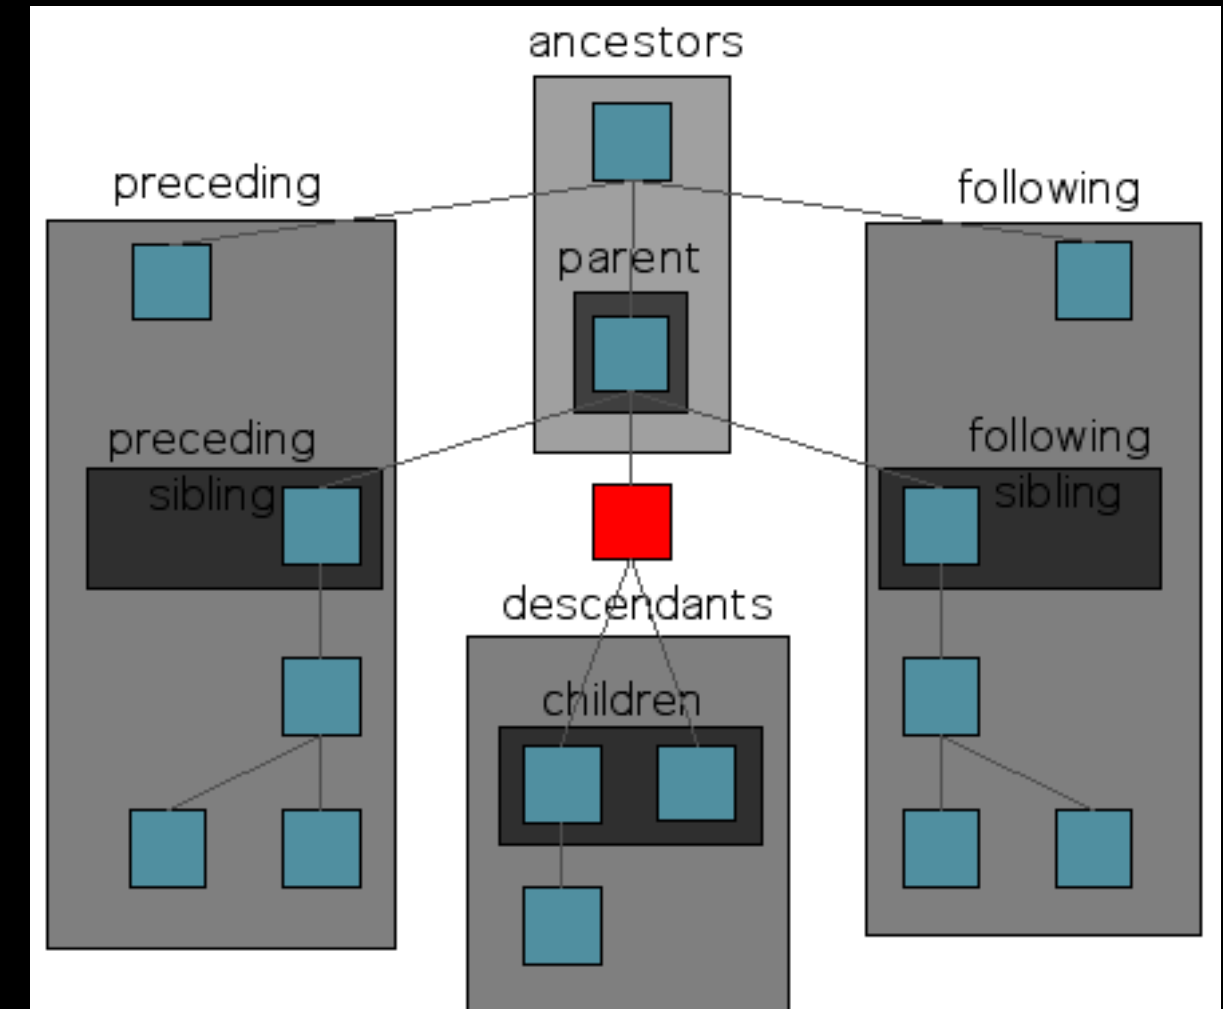 ancestors
preceding
following
parent
preceding
sibling
following
sibling
descendants
children